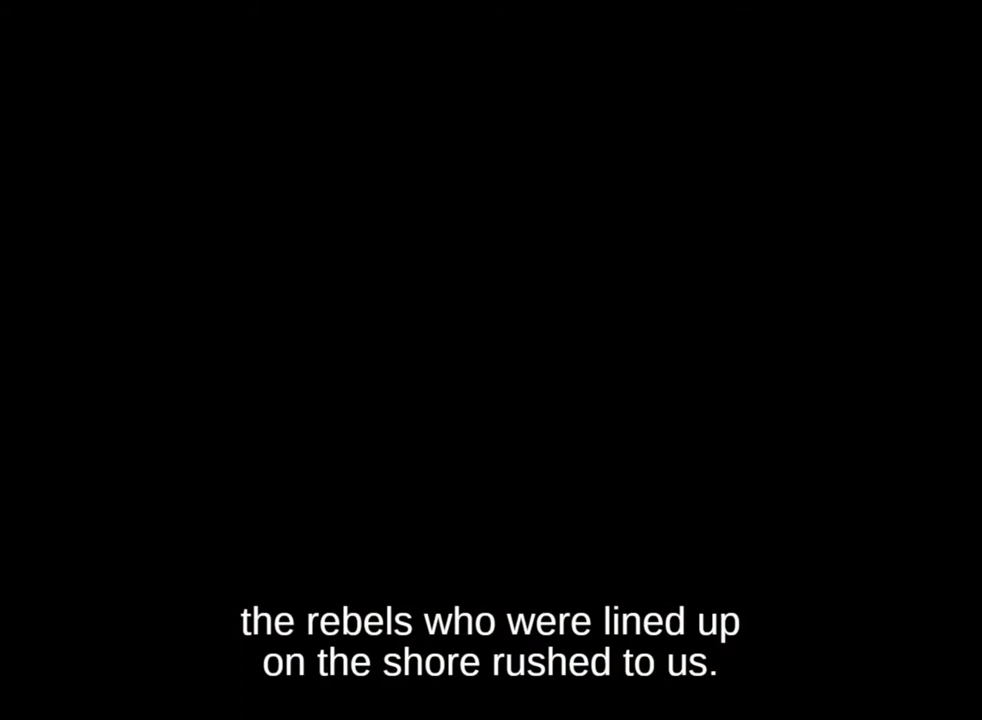 the rebels who were lined up
on the shore rushed to us.